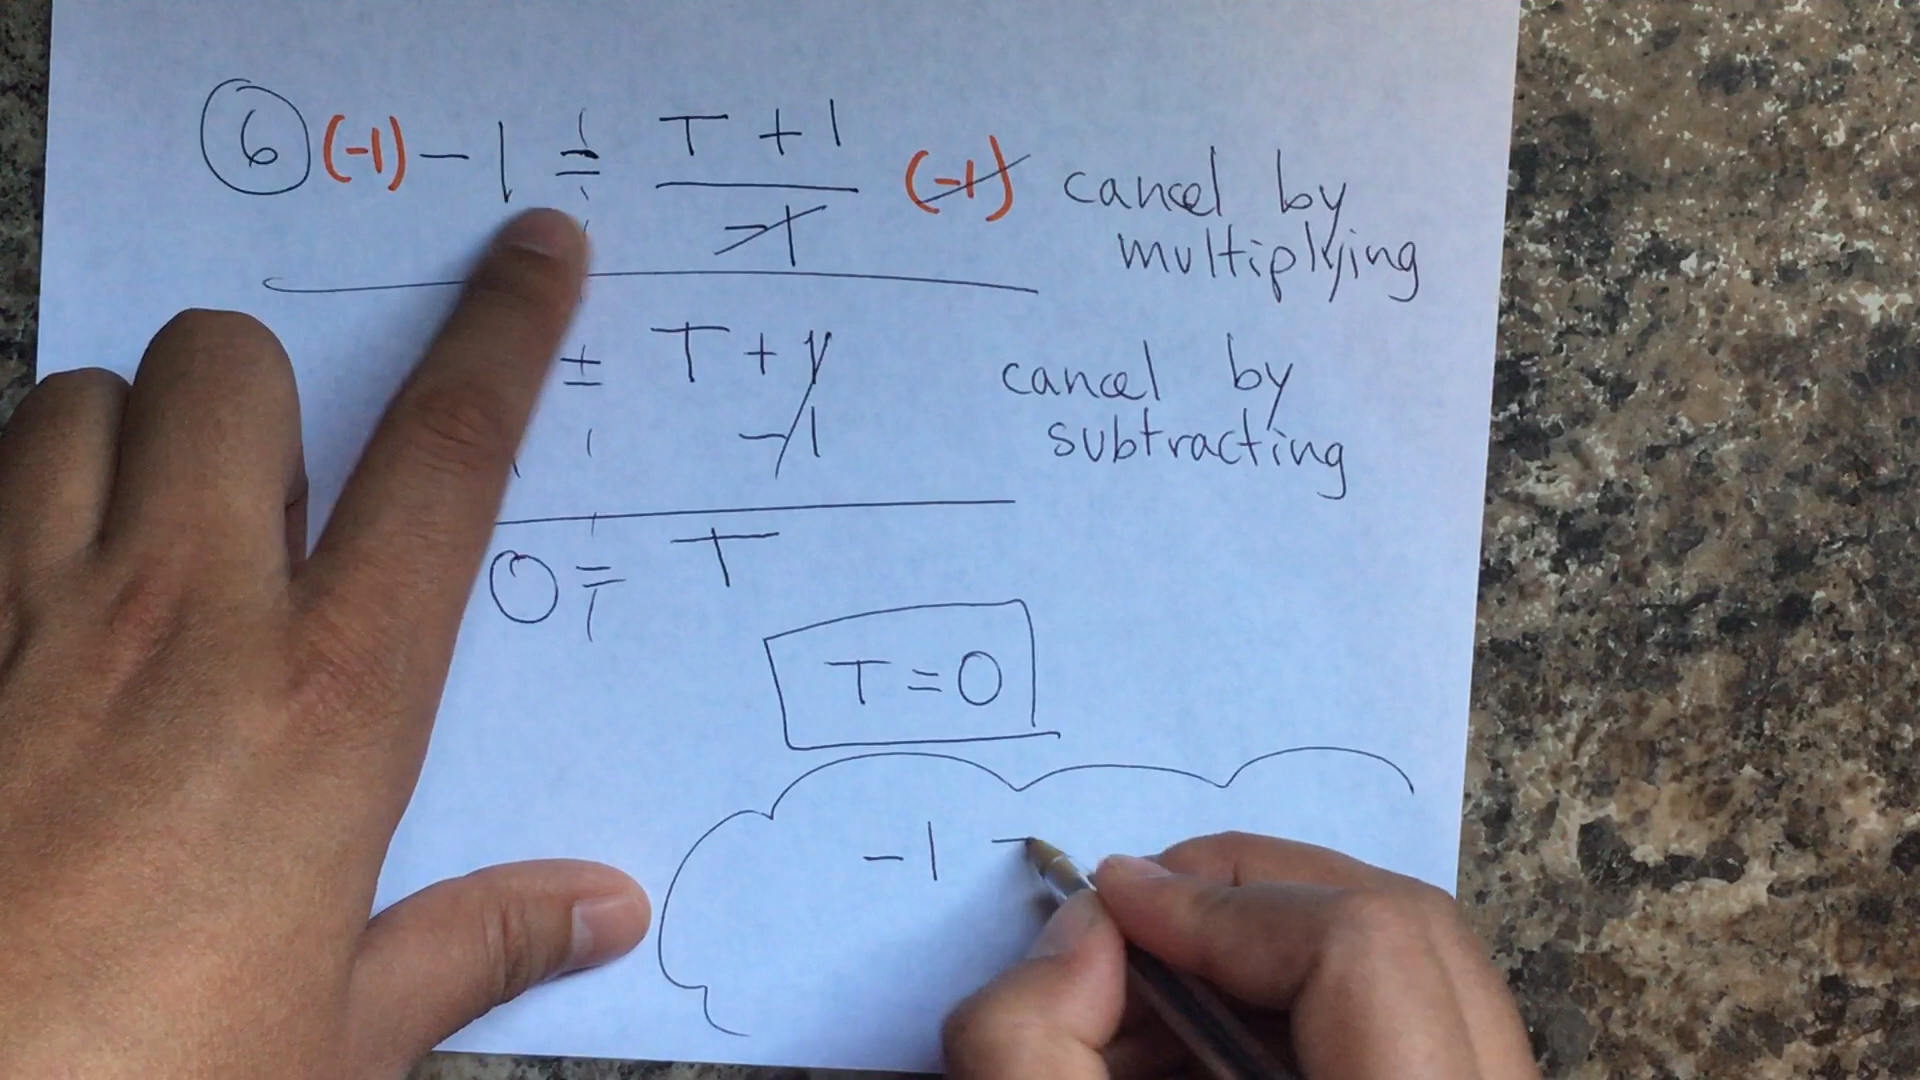 6 (-1) - 1 = T + 1 (-1) cancel by
-1 multiplying
= T + 1 cancel by
-1 subtracting
0 = T
T = 0
-1